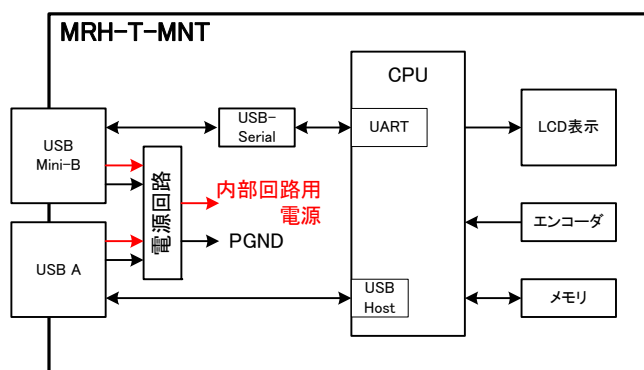 MRH-T-MNT
CPU
USB
Mini-B
USB-
Serial
UART
LCD表示
電源回路
内部回路用
電源
PGND
エンコーダ
USB A
USB
Host
メモリ